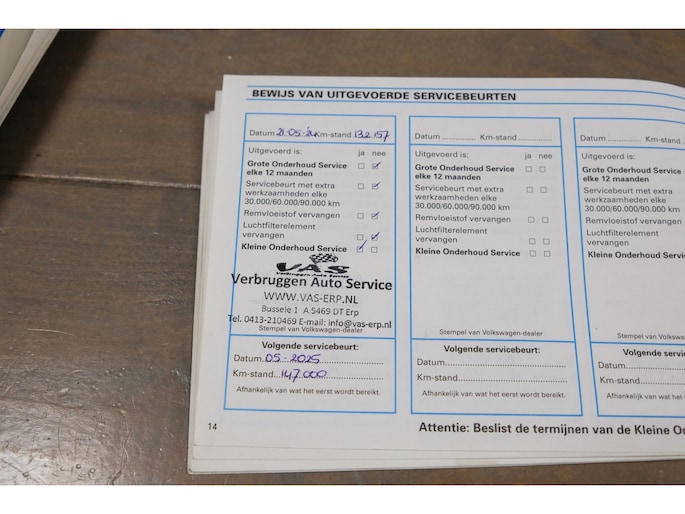 BEWIJS VAN UITGEVOERDE SERVICEBEURTEN
Datum 21-05-24 Km-stand 132 157
Uitgevoerd is: ja nee
Grote Onderhoud Service
elke 12 maanden
Servicebeurt met extra
werkzaamheden elke
30.000/60.000/90.000 km
Remvloeistof vervangen
Luchtfilterelement
vervangen
Kleine Onderhoud Service
VAS
Verbruggen Auto Service
Verbruggen Auto Service
WWW.VAS-ERP.NL
Bussele 1 A 5469 DT Erp
Tel. 0413-210469 E-mail: info@vas-erp.nl
Stempel van Volkswagen-dealer
Volgende servicebeurt:
Datum 05-2025
Km-stand 147.000
Afhankelijk van wat het eerst wordt bereikt.
14
Datum Km-stand
Uitgevoerd is: ja nee
Grote Onderhoud Service
elke 12 maanden
Servicebeurt met extra
werkzaamheden elke
30.000/60.000/90.000 km
Remvloeistof vervangen
Luchtfilterelement
vervangen
Kleine Onderhoud Service
Stempel van Volkswagen-dealer
Volgende servicebeurt:
Datum
Km-stand
Afhankelijk van wat het eerst wordt bereikt.
Datum Km-stand
Uitgevoerd is:
Grote Onderhoud Servic
elke 12 maanden
Servicebeurt met extra
werkzaamheden elke
30.000/60.000/90.000 km
Remvloeistof vervangen
Luchtfilterelement
vervangen
Kleine Onderhoud Servic
Stempel van Volkswagen-
Volgende service
Datum
Km-stand
Afhankelijk van wat het eers
Attentie: Beslist de termijnen van de Kleine On